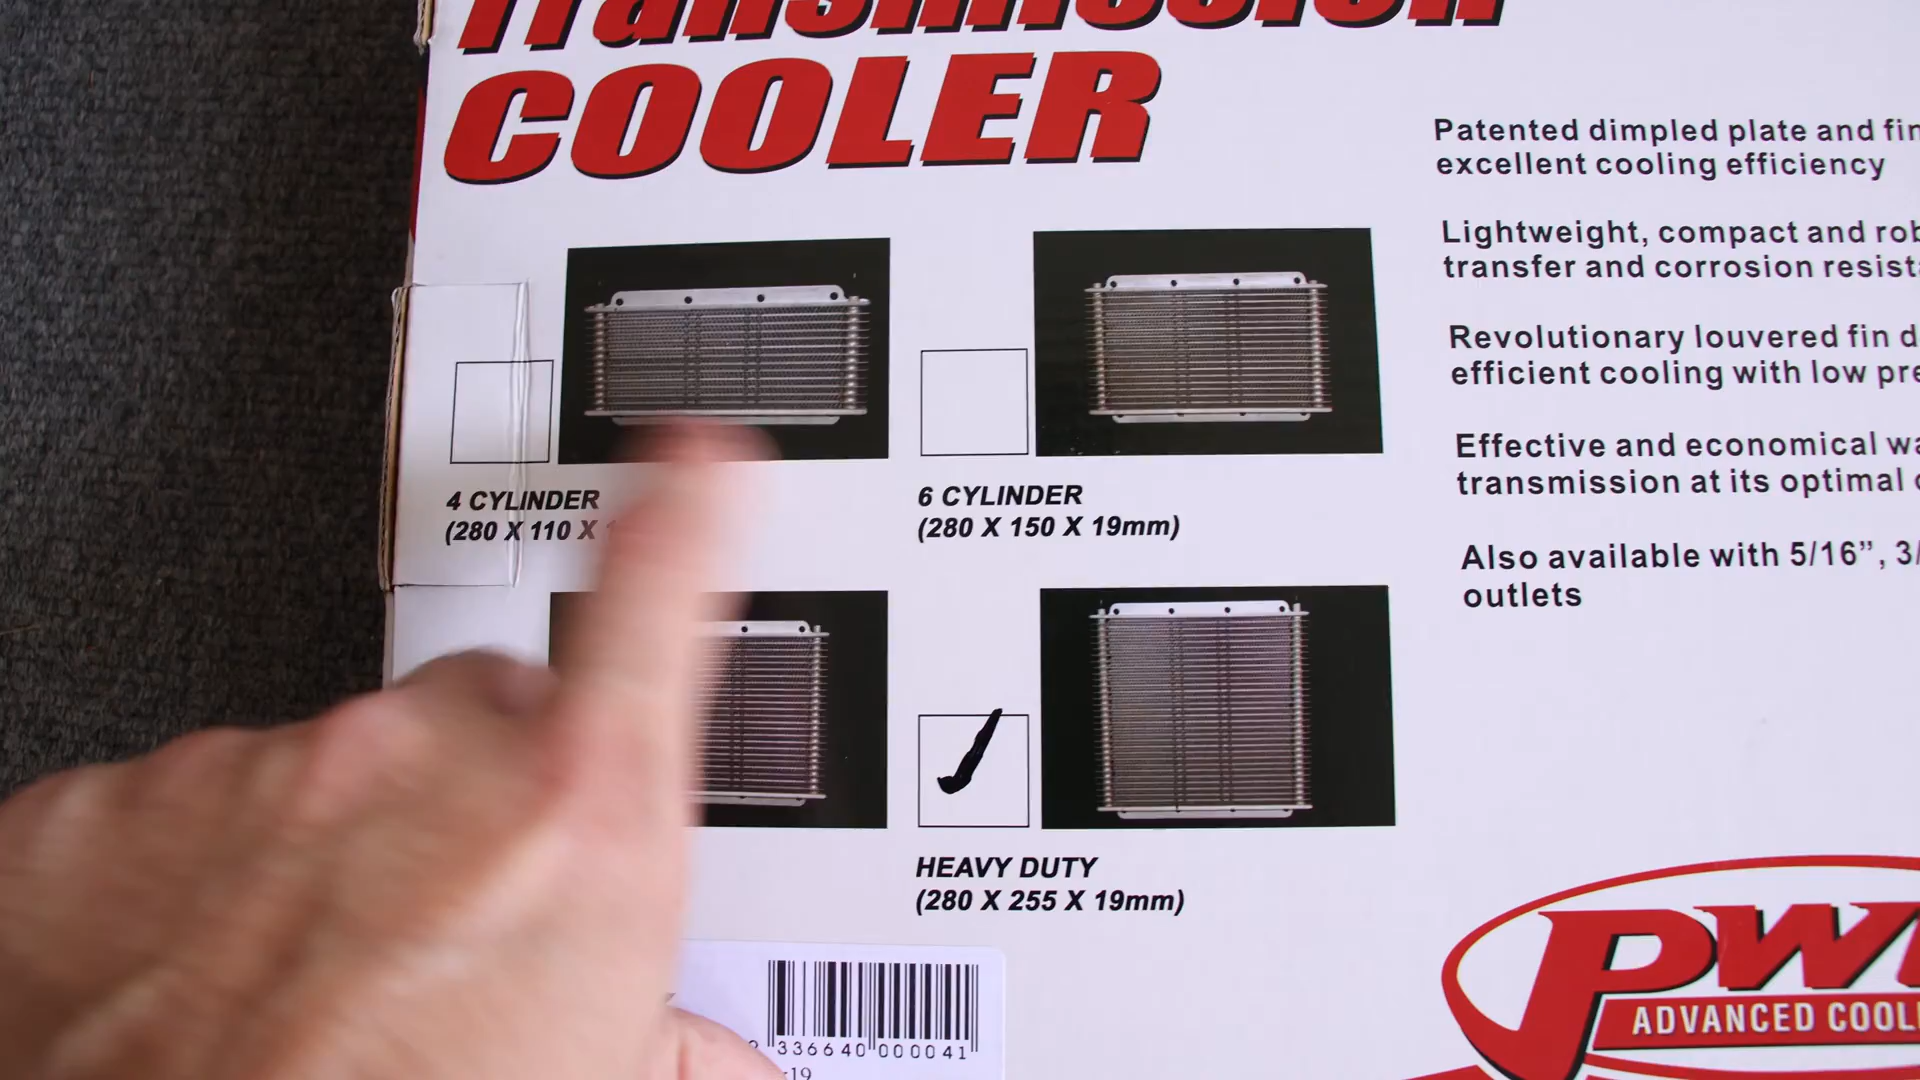 Transmission
COOLER
Patented dimpled plate and fin
excellent cooling efficiency
Lightweight, compact and rob
transfer and corrosion resista
Revolutionary louvered fin d
efficient cooling with low pre
Effective and economical wa
transmission at its optimal
Also available with 5/16”, 3/
outlets
4 CYLINDER
(280 X 110 X
6 CYLINDER
(280 X 150 X 19mm)
HEAVY DUTY
(280 X 255 X 19mm)
336640 000041
19
PW
ADVANCED COOL